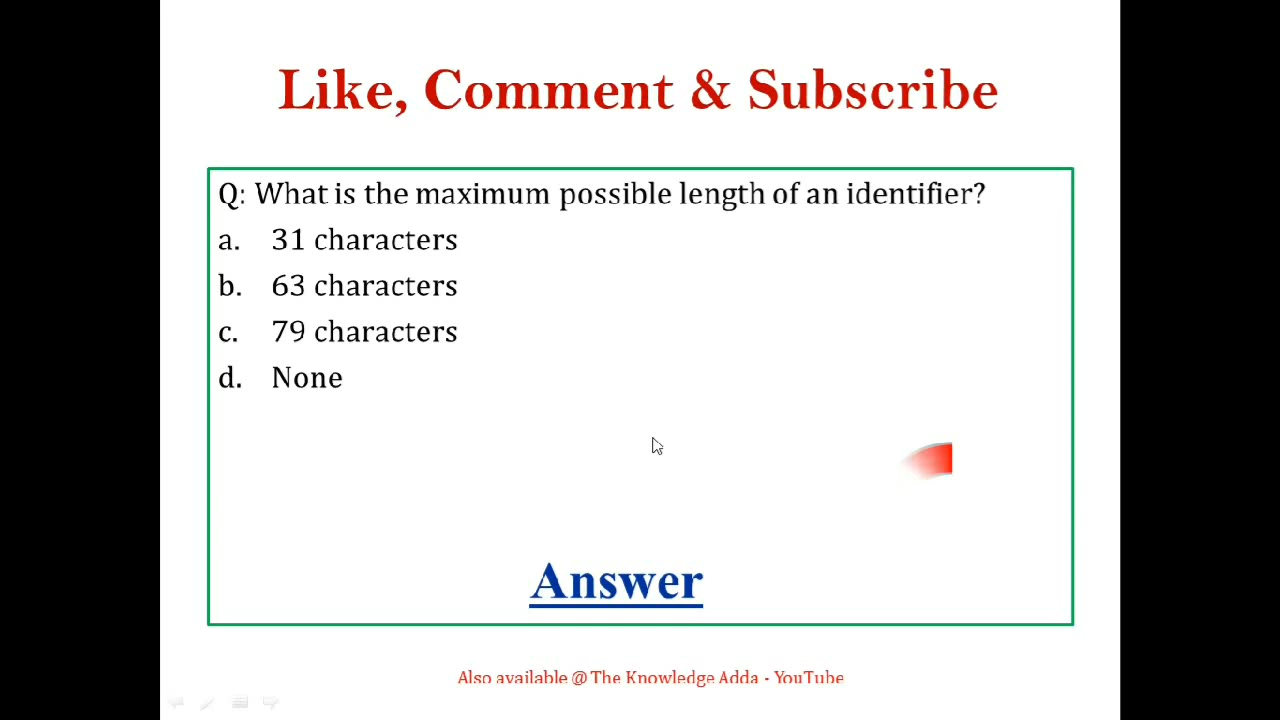 Like, Comment & Subscribe
Q: What is the maximum possible length of an identifier?
a. 31 characters
b. 63 characters
c. 79 characters
d. None
Answer
Also available @ The Knowledge Adda - YouTube